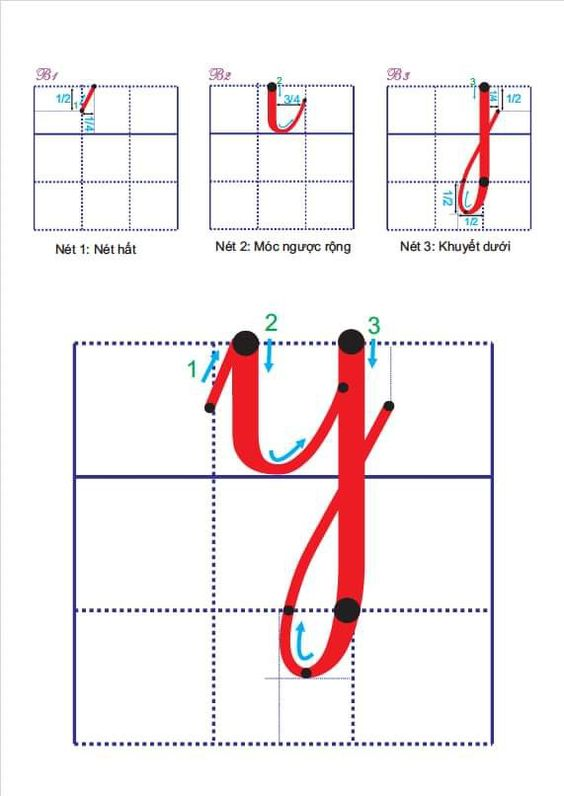 B1 B2 B3
1/2 1 1/4
2 3/4
3 1/4 1/2 1/2 1/2
Nét 1: Nét hất
Nét 2: Móc ngược rộng
Nét 3: Khuyết dưới
1 2 3
y